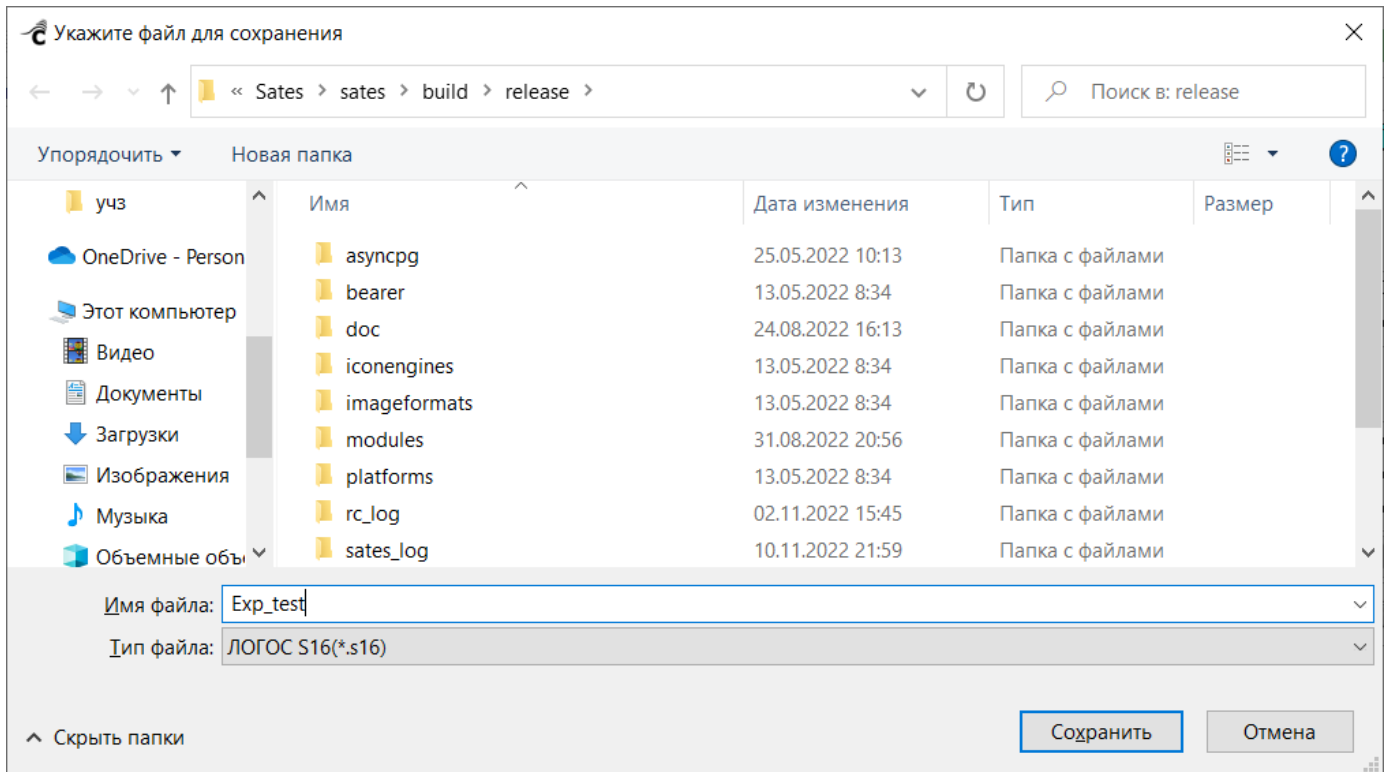 Укажите файл для сохранения
« Sates > sates > build > release > Поиск в: release
Упорядочить Новая папка ?
учз
OneDrive - Person
Этот компьютер
Видео
Документы
Загрузки
Изображения
Музыка
Объемные объ
Имя Дата изменения Тип Размер
asyncpg 25.05.2022 10:13 Папка с файлами
bearer 13.05.2022 8:34 Папка с файлами
doc 24.08.2022 16:13 Папка с файлами
iconengines 13.05.2022 8:34 Папка с файлами
imageformats 13.05.2022 8:34 Папка с файлами
modules 31.08.2022 20:56 Папка с файлами
platforms 13.05.2022 8:34 Папка с файлами
rc_log 02.11.2022 15:45 Папка с файлами
sates_log 10.11.2022 21:59 Папка с файлами
Имя файла: Exp_test
Тип файла: ЛОГОС S16(*.s16)
Скрыть папки Сохранить Отмена